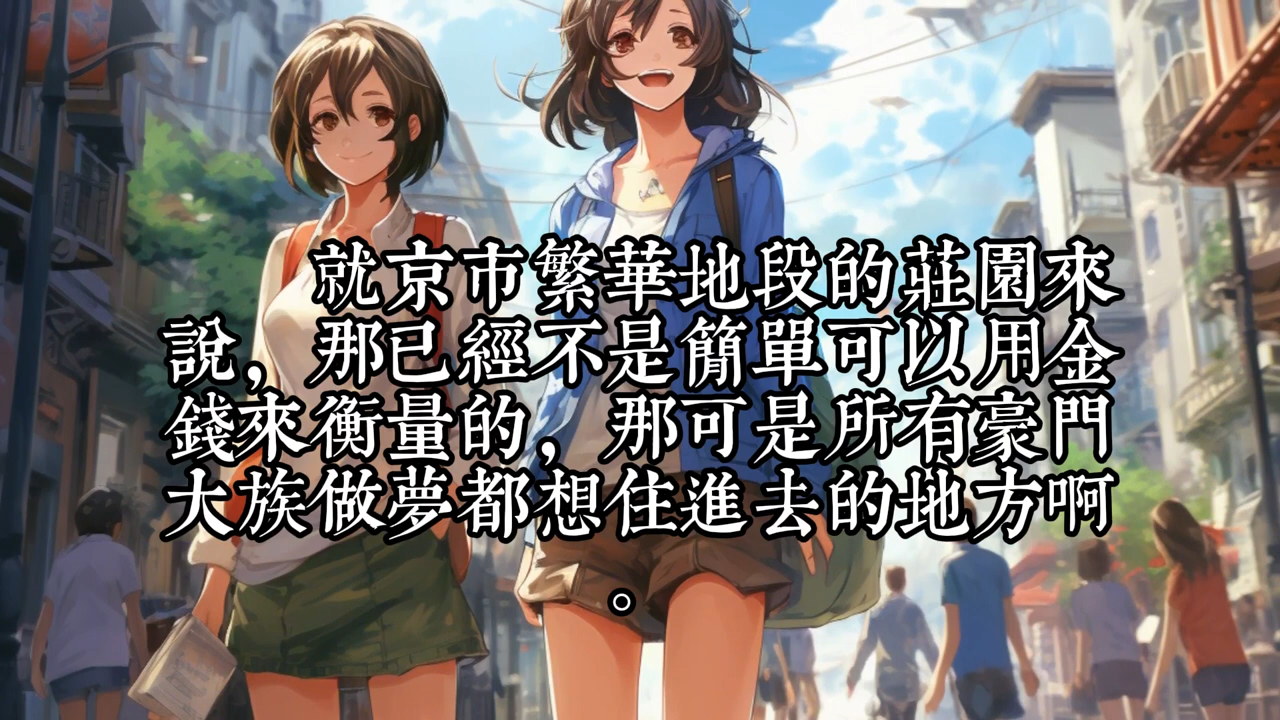 就京市繁華地段的莊園來
說，那已經不是簡單可以用金
錢來衡量的，那可是所有豪門
大族做夢都想住進去的地方啊
。